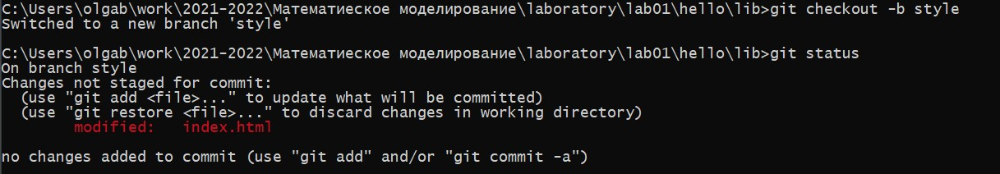 C:\Users\olgab\work\2021-2022\Математиеское моделирование\laboratory\lab01\hello\lib>git checkout -b style
Switched to a new branch 'style'
C:\Users\olgab\work\2021-2022\Математиеское моделирование\laboratory\lab01\hello\lib>git status
On branch style
Changes not staged for commit:
(use "git add <file>..." to update what will be committed)
(use "git restore <file>..." to discard changes in working directory)
modified: index.html
no changes added to commit (use "git add" and/or "git commit -a")